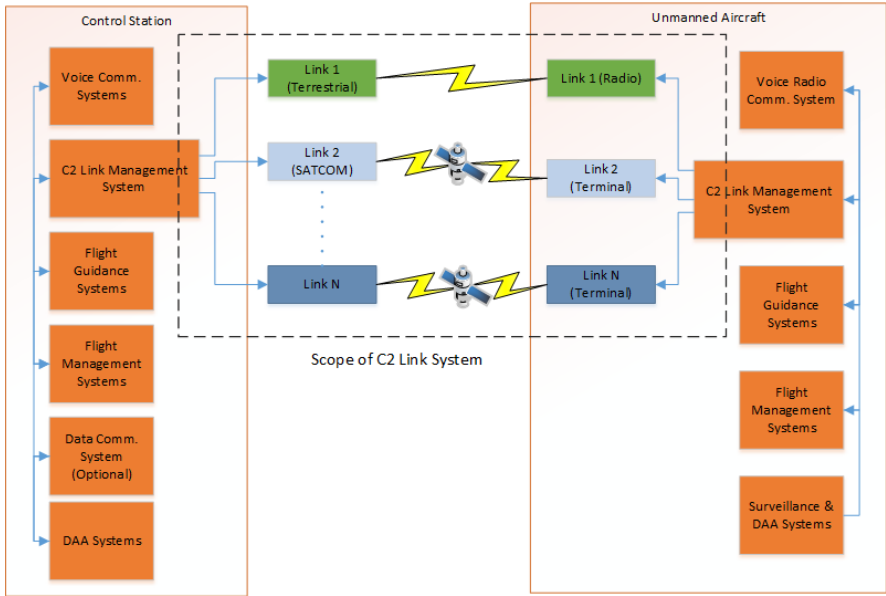 Control Station
Unmanned Aircraft
Voice Comm.
Systems
C2 Link Management
System
Flight
Guidance
Systems
Flight
Management
Systems
Data Comm.
System
(Optional)
DAA Systems
Link 1
(Terrestrial)
Link 2
(SATCOM)
Link N
Link 1 (Radio)
Link 2
(Terminal)
Link N
(Terminal)
Scope of C2 Link System
Voice Radio
Comm. System
C2 Link Management
System
Flight
Guidance
Systems
Flight
Management
Systems
Surveillance &
DAA Systems